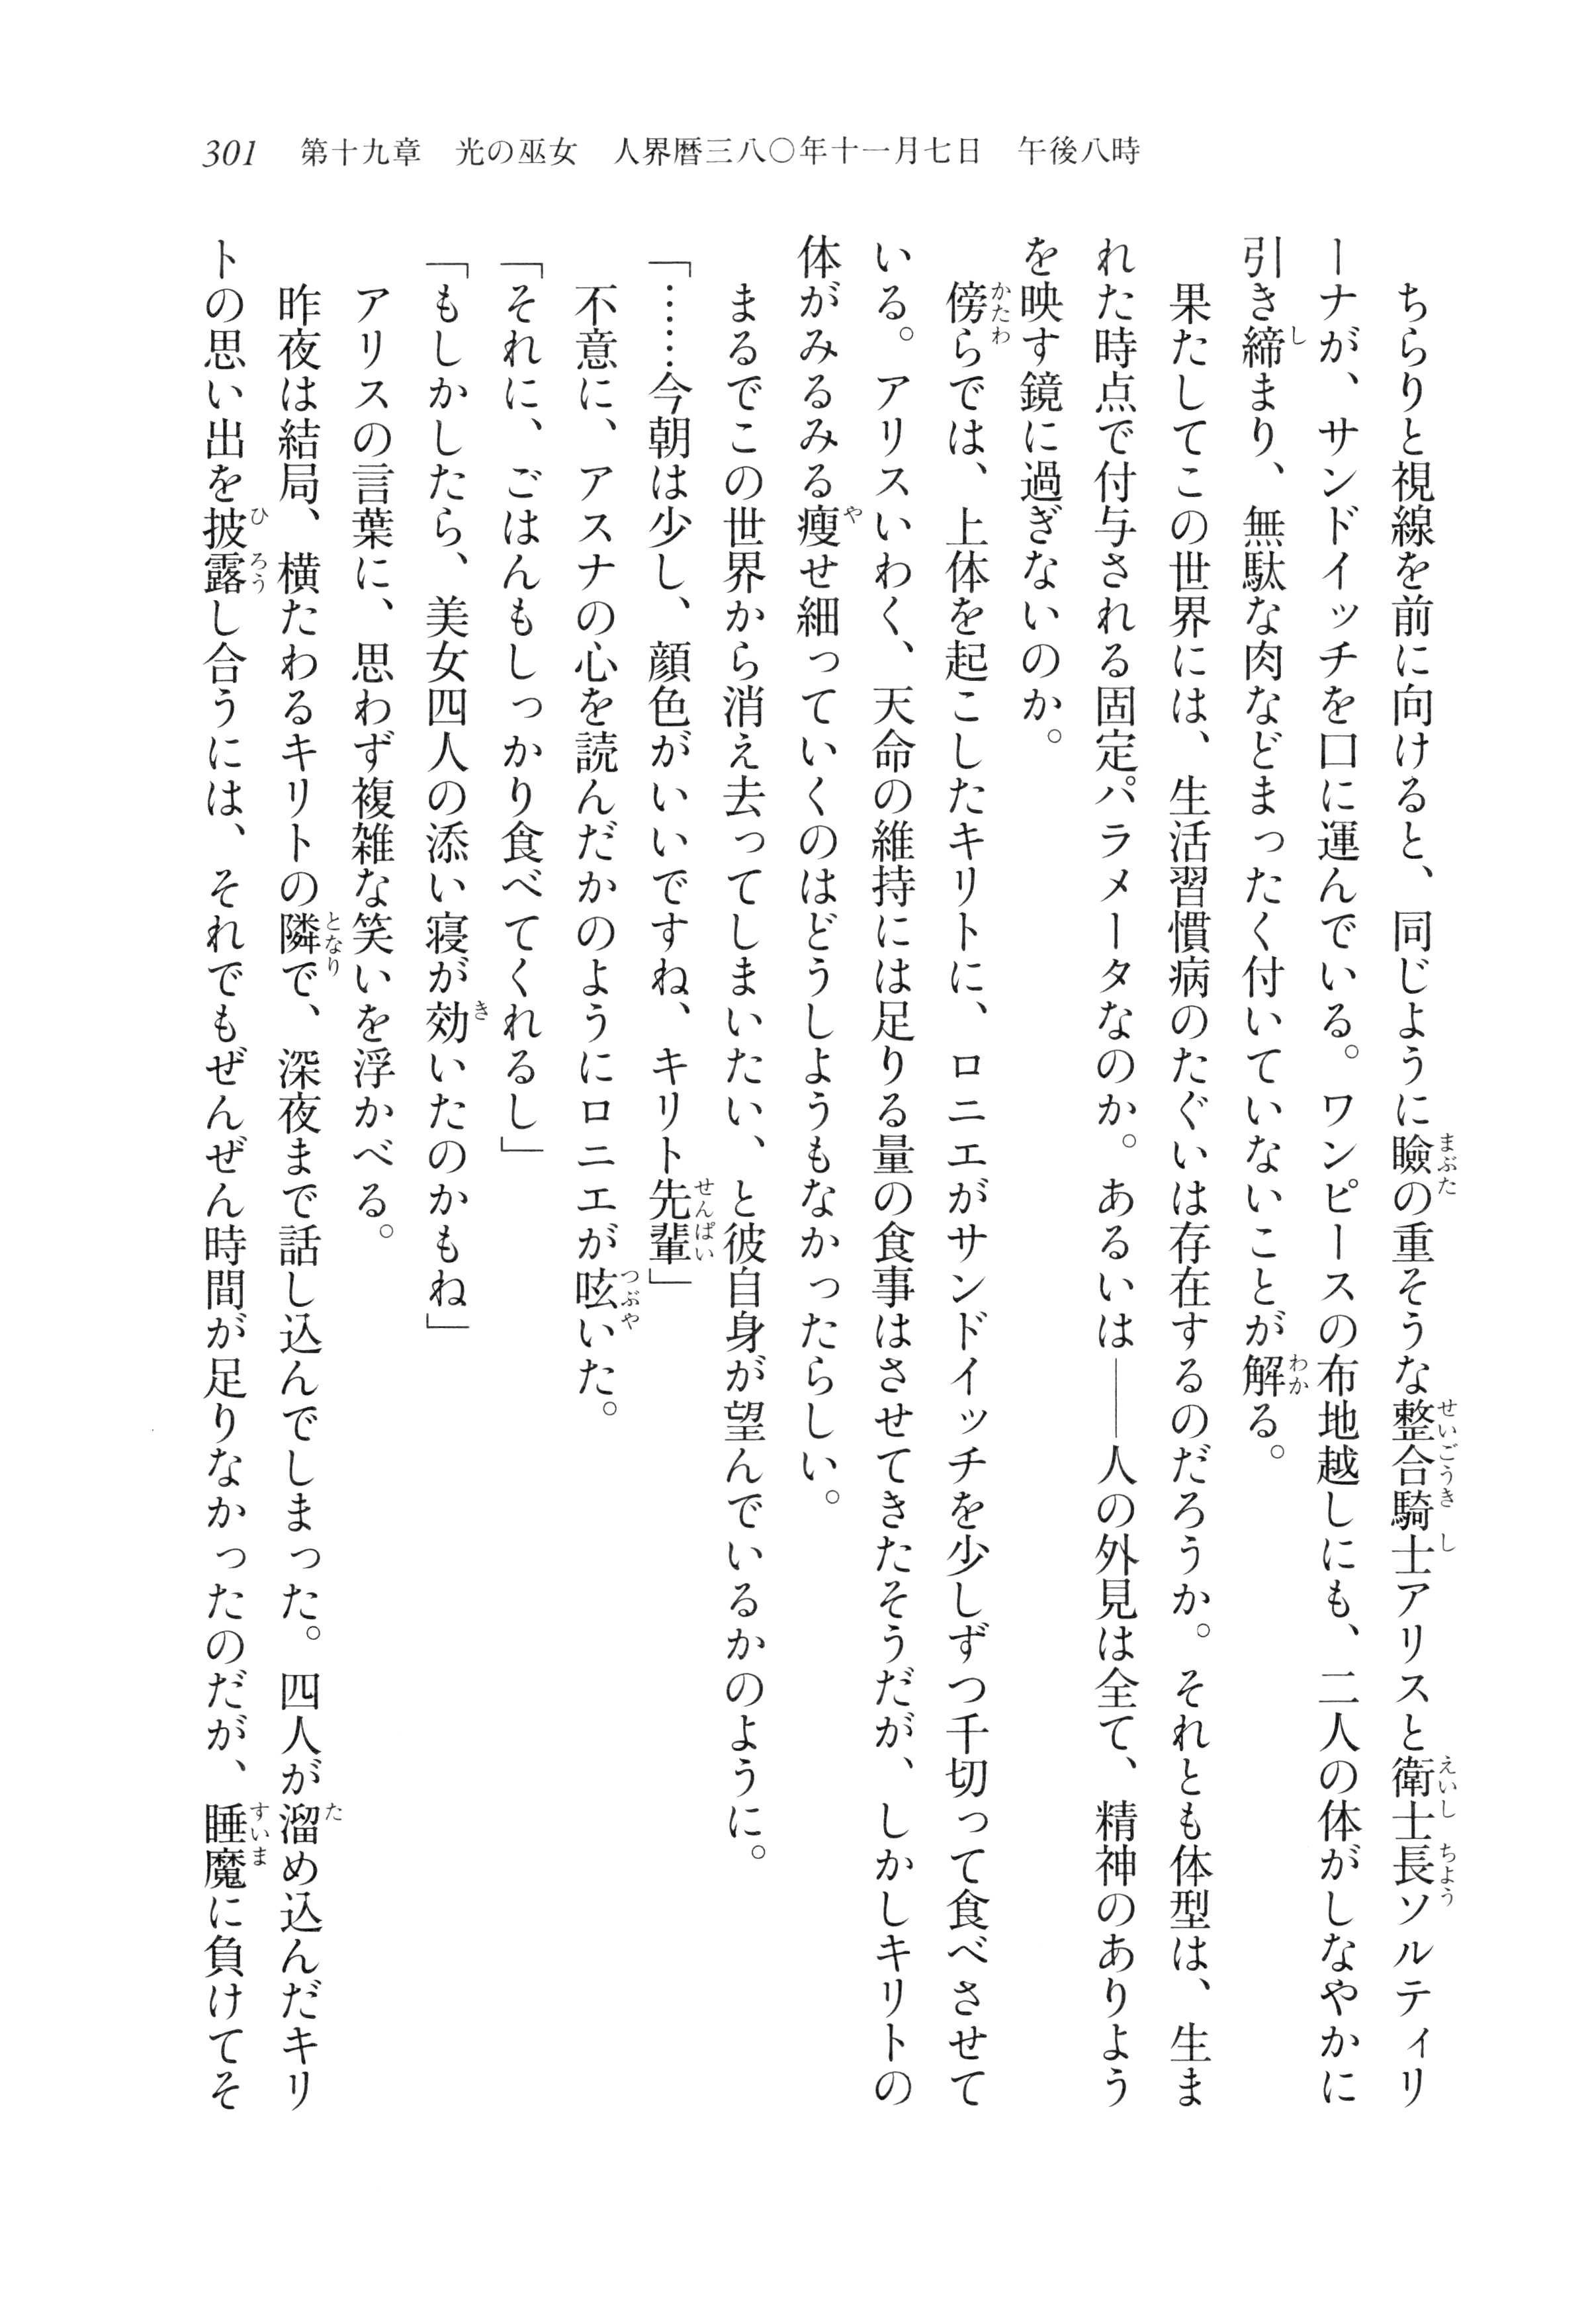 301　第十九章　光の巫女　人界暦三八〇年十一月七日　午後八時
　ちらりと視線を前に向けると、同じように瞼の重そうな整合騎士アリスと衛士長ソルティリ
ーナが、サンドイッチを口に運んでいる。ワンピースの布地越しにも、二人の体がしなやかに
引き締まり、無駄な肉などまったく付いていないことが解る。
　果たしてこの世界には、生活習慣病のたぐいは存在するのだろうか。それとも体型は、生ま
れた時点で付与される固定パラメータなのか。あるいは――人の外見は全て、精神のありよう
を映す鏡に過ぎないのか。
　傍らでは、上体を起こしたキリトに、ロニエがサンドイッチを少しずつ千切って食べさせて
いる。アリスいわく、天命の維持には足りる量の食事はさせてきたそうだが、しかしキリトの
体がみるみる痩せ細っていくのはどうしようもなかったらしい。
　まるでこの世界から消え去ってしまいたい、と彼自身が望んでいるかのように。
「……今朝は少し、顔色がいいですね、キリト先輩」
　不意に、アスナの心を読んだかのようにロニエが呟いた。
「それに、ごはんもしっかり食べてくれるし」
「もしかしたら、美女四人の添い寝が効いたのかもね」
　アリスの言葉に、思わず複雑な笑いを浮かべる。
　昨夜は結局、横たわるキリトの隣で、深夜まで話し込んでしまった。四人が溜め込んだキリ
トの思い出を披露し合うには、それでもぜんぜん時間が足りなかったのだが、睡魔に負けてそ